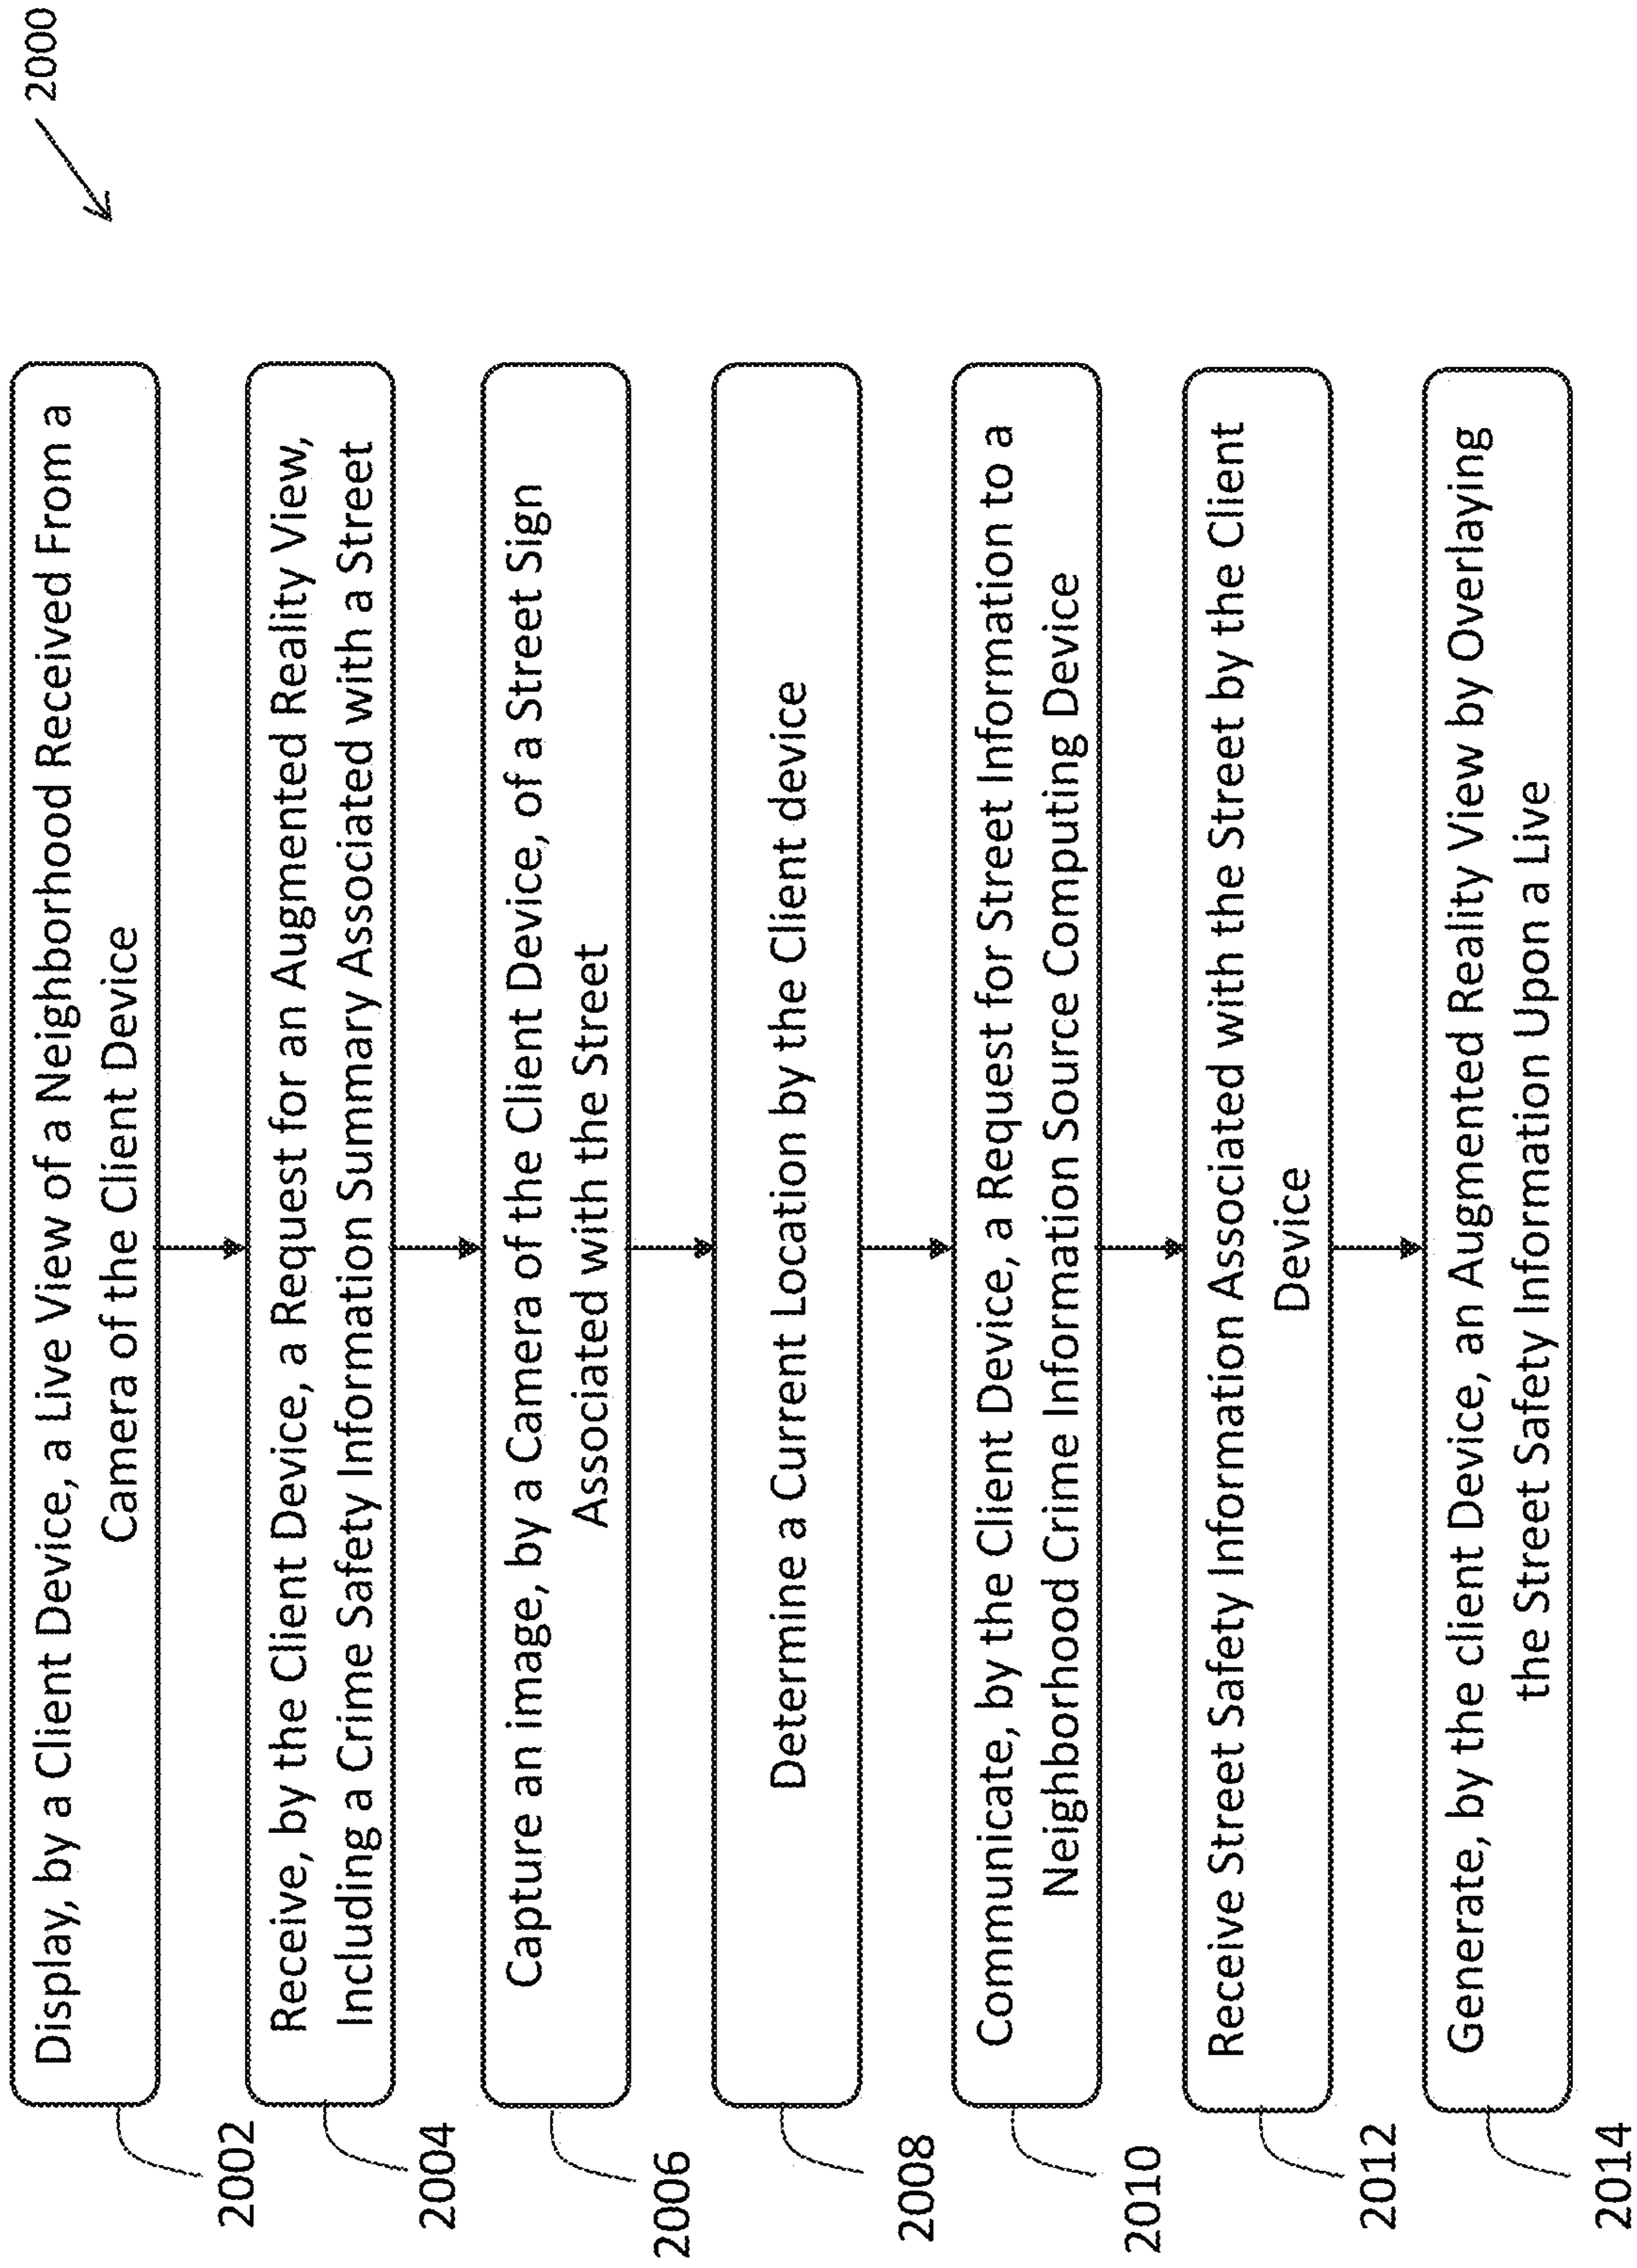 2000
Display, by a Client Device, a Live View of a Neighborhood Received From a
Camera of the Client Device
2002
Receive, by the Client Device, a Request for an Augmented Reality View,
Including a Crime Safety Information Summary Associated with a Street
2004
Capture an image, by a Camera of the Client Device, of a Street Sign
Associated with the Street
2006
Determine a Current Location by the Client device
2008
Communicate, by the Client Device, a Request for Street Information to a
Neighborhood Crime Information Source Computing Device
2010
Receive Street Safety Information Associated with the Street by the Client
Device
2012
Generate, by the client Device, an Augmented Reality View by Overlaying
the Street Safety Information Upon a Live
2014